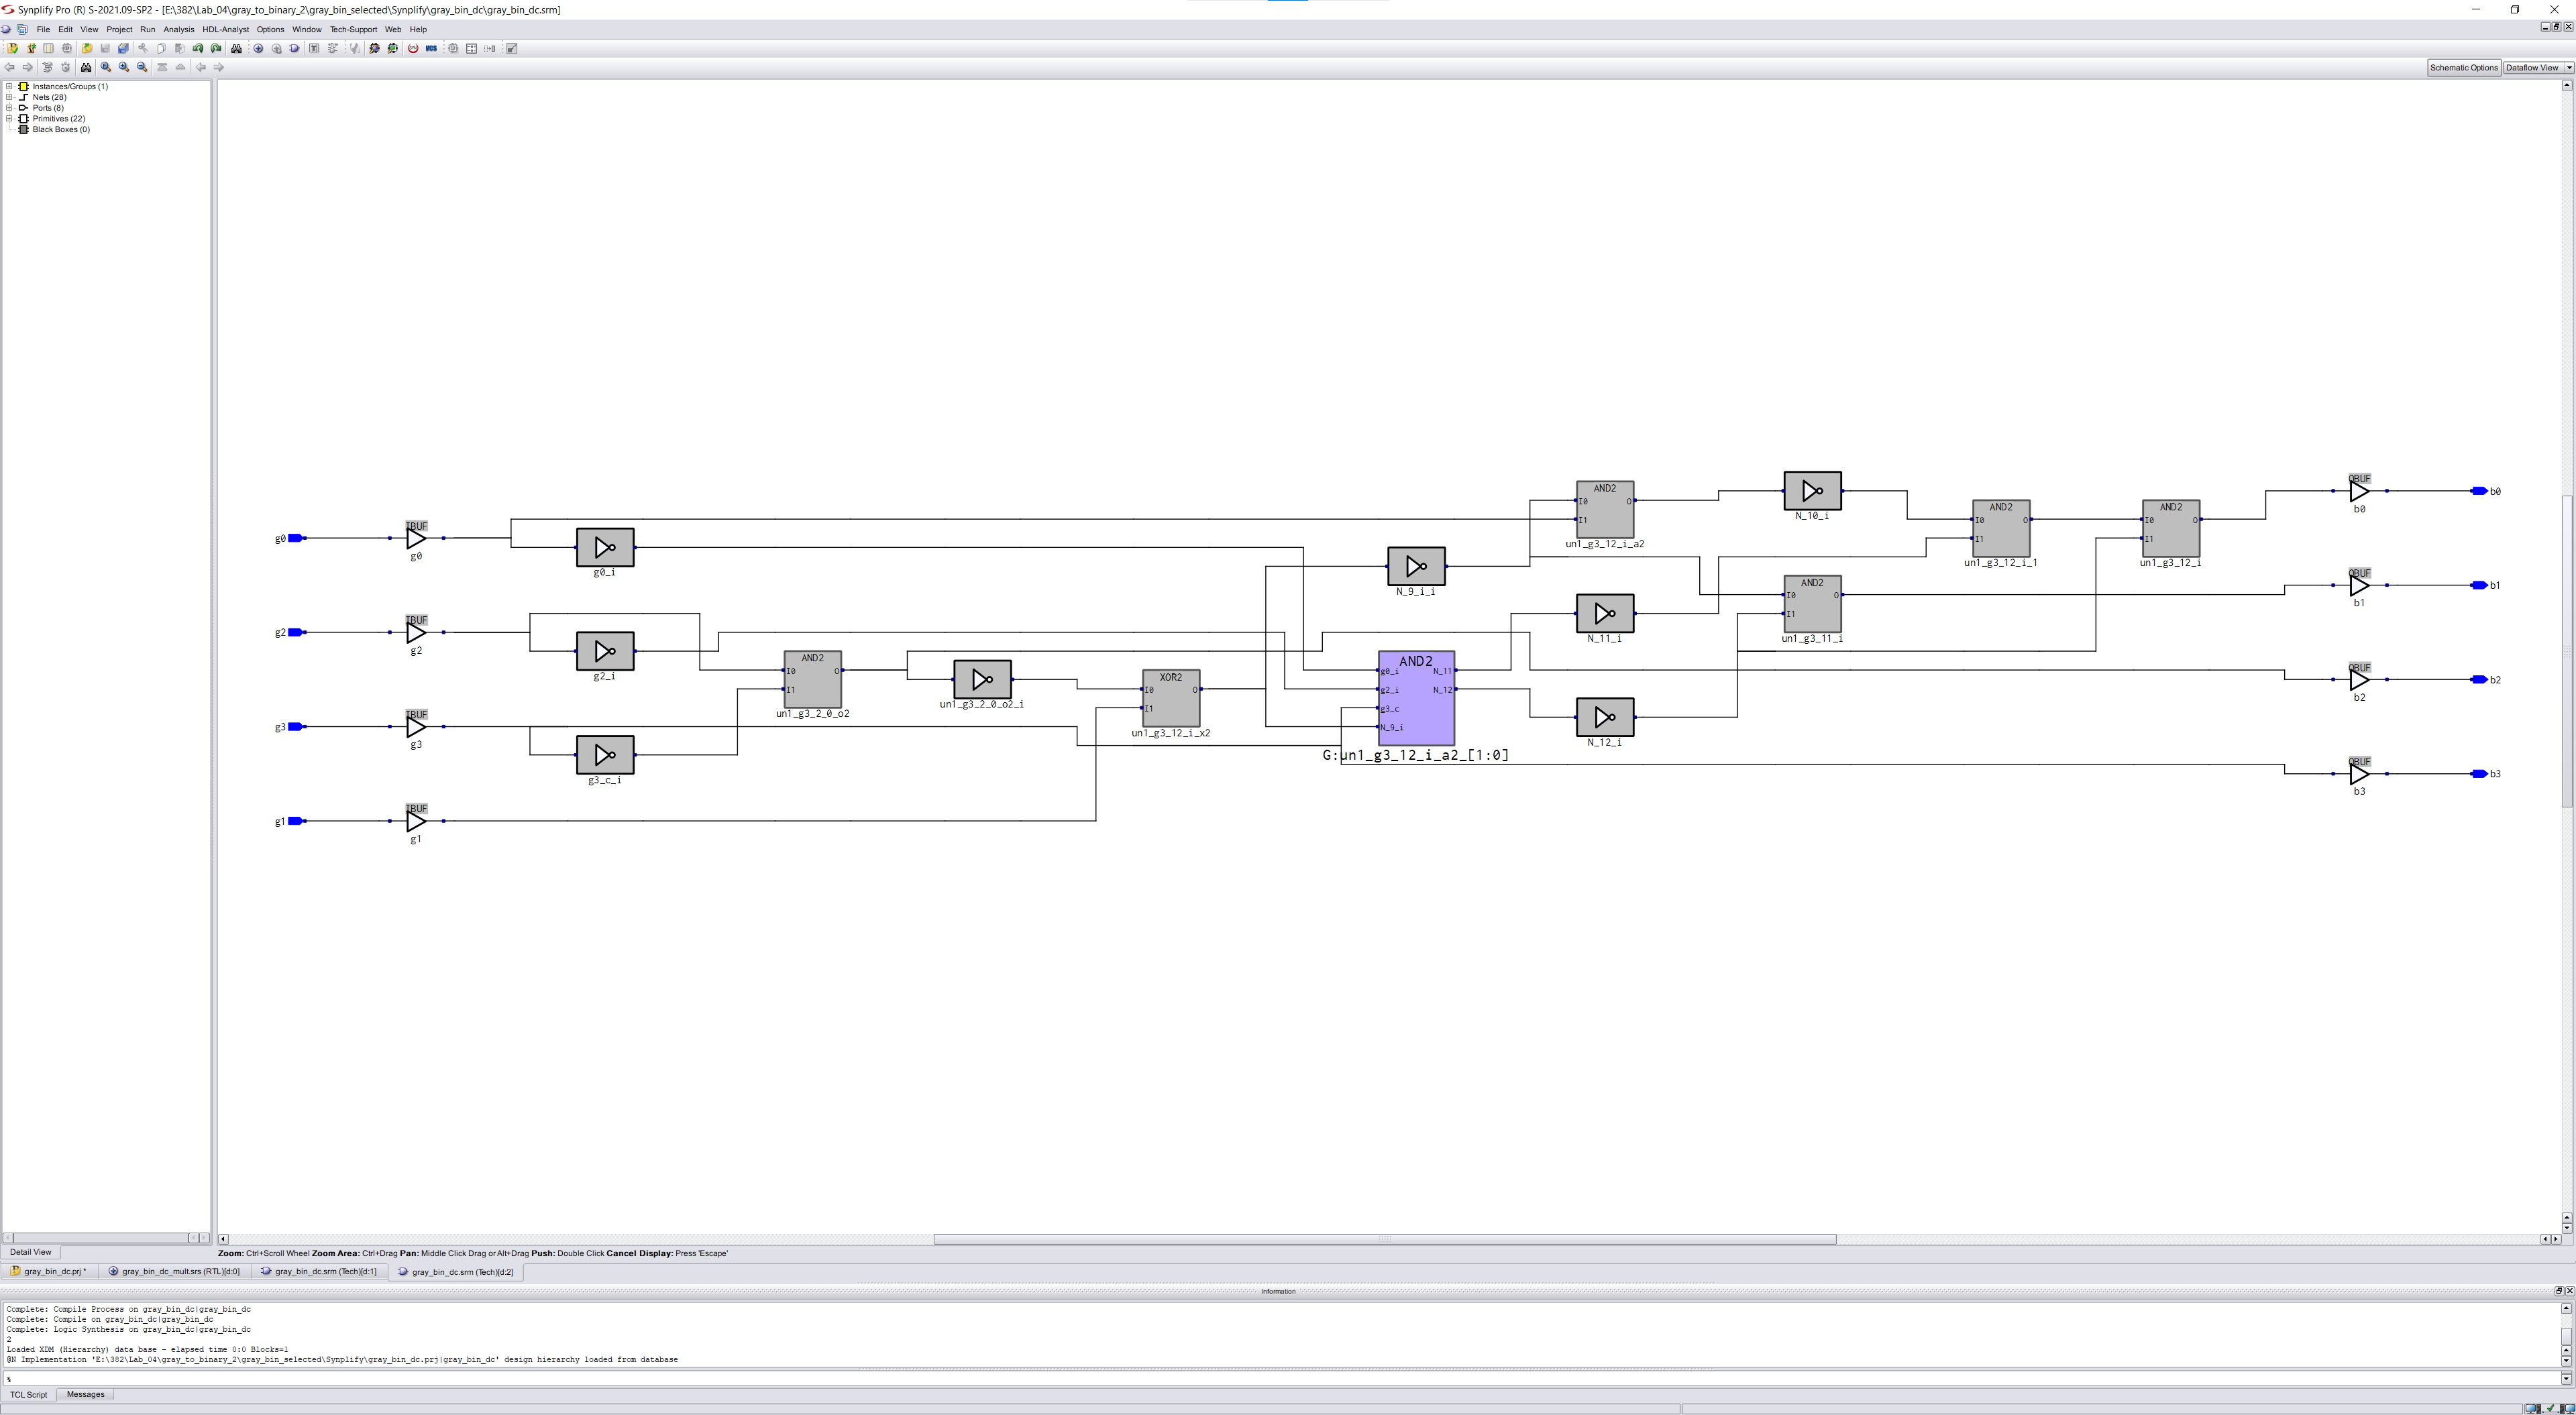 Synplify Pro (R) S-2021.09-SP2 - [E:\382\Lab_04\gray_to_binary_2\gray_bin_selected\Synplify\gray_bin_dc\gray_bin_dc.srm]
File Edit View Project Run Analysis HDL-Analyst Options Window Tech-Support Web Help
VCS
Schematic Options Dataflow View
Instances/Groups (1)
Nets (28)
Ports (8)
Primitives (22)
Black Boxes (0)
g0
IBUF
g0
g0_i
g2
IBUF
g2
g2_i
g3
IBUF
g3
g3_c_i
g1
IBUF
g1
AND2
I0 O
I1
un1_g3_2_0_o2
un1_g3_2_0_o2_i
XOR2
I0 O
I1
un1_g3_12_i_x2
N_9_i_i
AND2
g0_i N_11
g2_i N_12
g3_c
N_9_i
G:un1_g3_12_i_a2_[1:0]
AND2
I0 O
I1
un1_g3_12_i_a2
N_11_i
N_12_i
N_10_i
AND2
I0 O
I1
un1_g3_11_i
AND2
I0 O
I1
un1_g3_12_i_1
AND2
I0 O
I1
un1_g3_12_i
OBUF
b0
b0
OBUF
b1
b1
OBUF
b2
b2
OBUF
b3
b3
Detail View
Zoom: Ctrl+Scroll Wheel Zoom Area: Ctrl+Drag Pan: Middle Click Drag or Alt+Drag Push: Double Click Cancel Display: Press 'Escape'
gray_bin_dc.prj * gray_bin_dc_mult.srs (RTL)[d:0] gray_bin_dc.srm (Tech)[d:1] gray_bin_dc.srm (Tech)[d:2]
Information
Complete: Compile Process on gray_bin_dc|gray_bin_dc
Complete: Compile on gray_bin_dc|gray_bin_dc
Complete: Logic Synthesis on gray_bin_dc|gray_bin_dc
2
Loaded XDM (Hierarchy) data base - elapsed time 0:0 Blocks=1
@N Implementation 'E:\382\Lab_04\gray_to_binary_2\gray_bin_selected\Synplify\gray_bin_dc.prj|gray_bin_dc' design hierarchy loaded from database
%
TCL Script Messages